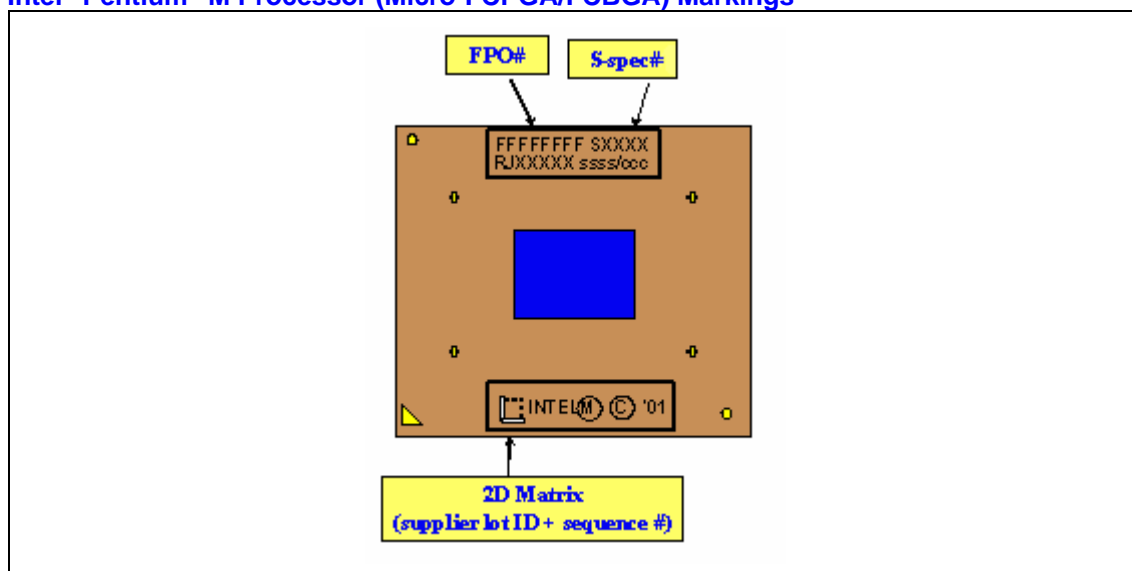 Intel® Pentium® M Processor (Micro-FCPGA/FCBGA) Markings
FPO#
S-spec#
FFFFFFFF SXXXX
RJXXXXX ssss/ccc
INTEL Ⓜ Ⓒ '01
2D Matrix
(supplier lot ID + sequence #)